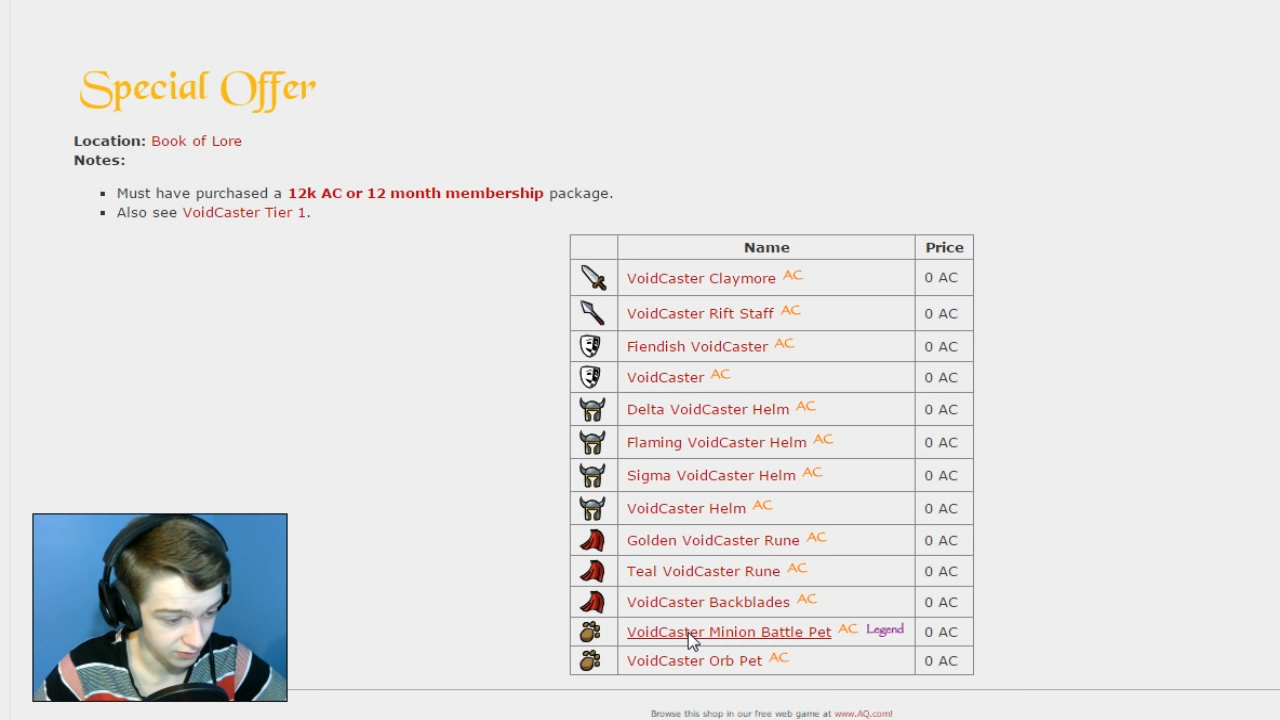 Special Offer
Location: Book of Lore
Notes:
Must have purchased a 12k AC or 12 month membership package.
Also see VoidCaster Tier 1.
Name Price
VoidCaster Claymore AC 0 AC
VoidCaster Rift Staff AC 0 AC
Fiendish VoidCaster AC 0 AC
VoidCaster AC 0 AC
Delta VoidCaster Helm AC 0 AC
Flaming VoidCaster Helm AC 0 AC
Sigma VoidCaster Helm AC 0 AC
VoidCaster Helm AC 0 AC
Golden VoidCaster Rune AC 0 AC
Teal VoidCaster Rune AC 0 AC
VoidCaster Backblades AC 0 AC
VoidCaster Minion Battle Pet AC Legend 0 AC
VoidCaster Orb Pet AC 0 AC
Browse this shop in our free web game at www.AQ.com!